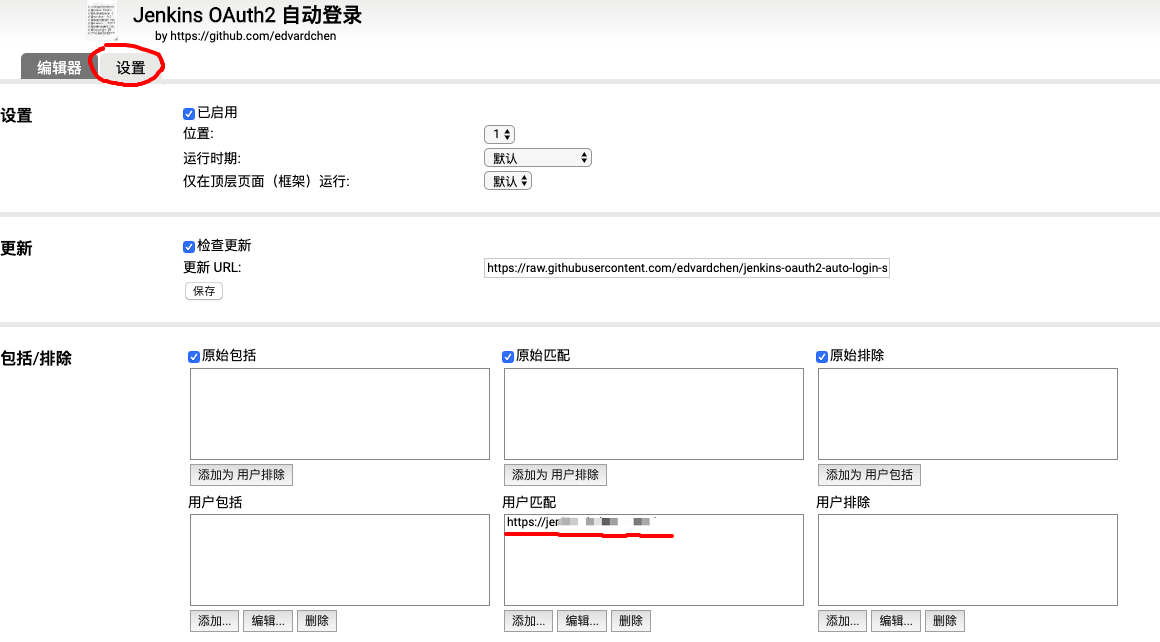 Jenkins OAuth2 自动登录
by https://github.com/edvardchen
编辑器
设置
设置
已启用
位置:
1
运行时期:
默认
仅在顶层页面（框架）运行:
默认
更新
检查更新
更新 URL:
https://raw.githubusercontent.com/edvardchen/jenkins-oauth2-auto-login-s
保存
包括/排除
原始包括
原始匹配
原始排除
添加为 用户排除
添加为 用户排除
添加为 用户包括
用户包括
用户匹配
用户排除
https://jer
添加... 编辑... 删除
添加... 编辑... 删除
添加... 编辑... 删除